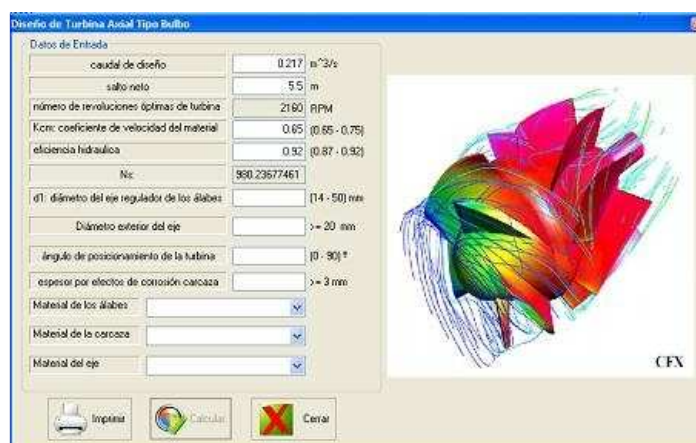 Diseño de Turbina Axial Tipo Bulbo
Datos de Entrada
caudal de diseño 0.217 m^3/s
salto neto 5.5 m
número de revoluciones óptimas de turbina 2160 RPM
Kcm: coeficiente de velocidad del material 0.65 (0.65 - 0.75)
eficiencia hidraulica 0.92 (0.87 - 0.92)
Ns: 980.23677461
d1: diámetro del eje regulador de los álabes (14 - 50) mm
Diámetro exterior del eje >= 20 mm
ángulo de posicionamiento de la turbina (0 - 90) º
espesor por efectos de corrosión carcaza >= 3 mm
Material de los álabes
Material de la carcaza
Material del eje
CFX
Imprimir Calcular Cerrar